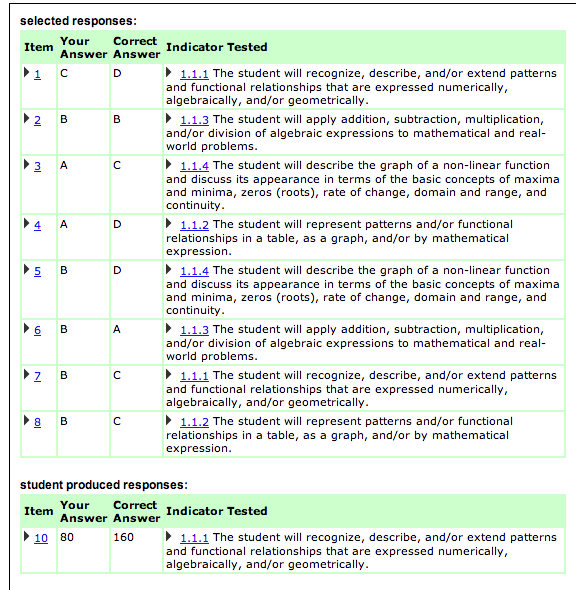 selected responses:
Item Your Answer Correct Answer Indicator Tested
1 C D 1.1.1 The student will recognize, describe, and/or extend patterns
and functional relationships that are expressed numerically,
algebraically, and/or geometrically.
2 B B 1.1.3 The student will apply addition, subtraction, multiplication,
and/or division of algebraic expressions to mathematical and real-
world problems.
3 A C 1.1.4 The student will describe the graph of a non-linear function
and discuss its appearance in terms of the basic concepts of maxima
and minima, zeros (roots), rate of change, domain and range, and
continuity.
4 A D 1.1.2 The student will represent patterns and/or functional
relationships in a table, as a graph, and/or by mathematical
expression.
5 B D 1.1.4 The student will describe the graph of a non-linear function
and discuss its appearance in terms of the basic concepts of maxima
and minima, zeros (roots), rate of change, domain and range, and
continuity.
6 B A 1.1.3 The student will apply addition, subtraction, multiplication,
and/or division of algebraic expressions to mathematical and real-
world problems.
7 B C 1.1.1 The student will recognize, describe, and/or extend patterns
and functional relationships that are expressed numerically,
algebraically, and/or geometrically.
8 B C 1.1.2 The student will represent patterns and/or functional
relationships in a table, as a graph, and/or by mathematical
expression.
student produced responses:
Item Your Answer Correct Answer Indicator Tested
10 80 160 1.1.1 The student will recognize, describe, and/or extend patterns
and functional relationships that are expressed numerically,
algebraically, and/or geometrically.